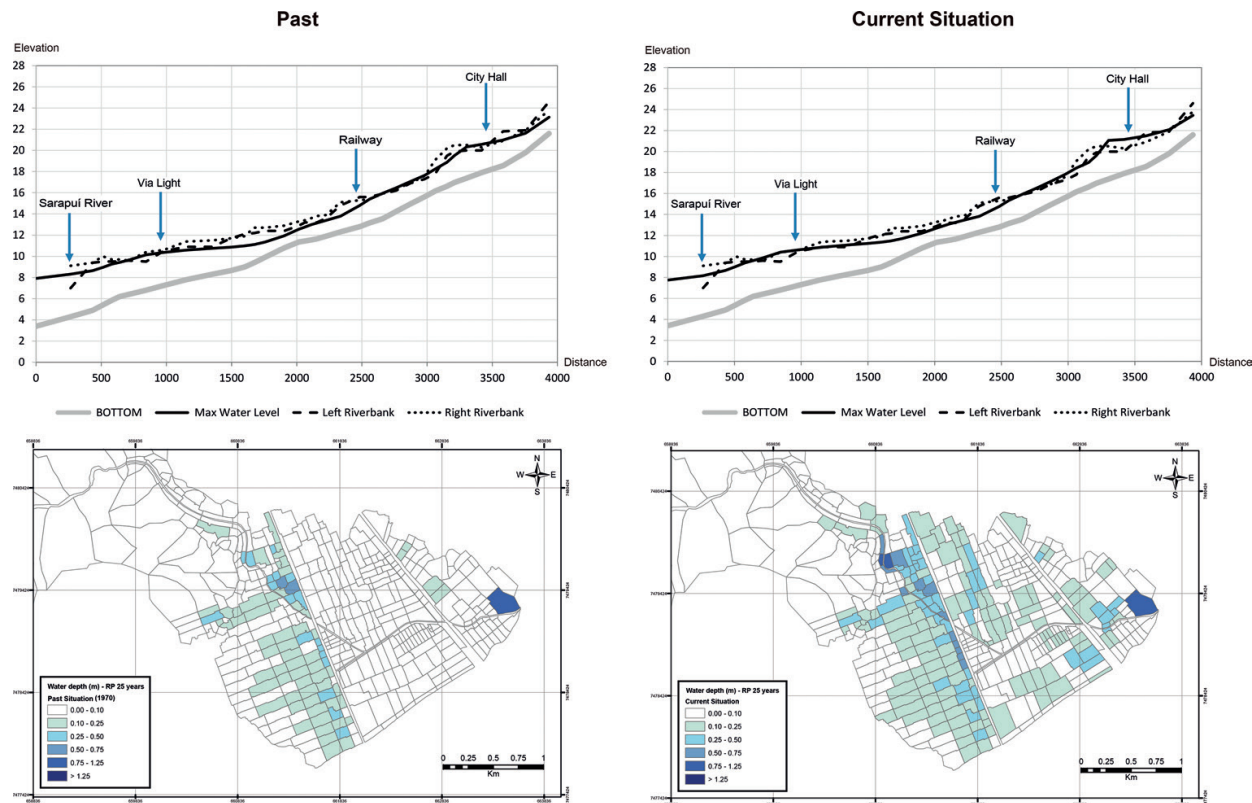 Past
Elevation
28
26
24
22
20
18
16
14
12
10
8
6
4
2
0
City Hall
Railway
Via Light
Sarapuí River
0 500 1000 1500 2000 2500 3000 3500 4000
Distance
BOTTOM Max Water Level Left Riverbank Right Riverbank
N
W E
S
Water depth (m) - RP 25 years
Past Situation (1970)
0.00 - 0.10
0.10 - 0.25
0.25 - 0.50
0.50 - 0.75
0.75 - 1.25
> 1.25
0 0.25 0.5 1
Km
Current Situation
Elevation
28
26
24
22
20
18
16
14
12
10
8
6
4
2
0
City Hall
Railway
Via Light
Sarapuí River
0 500 1000 1500 2000 2500 3000 3500 4000
Distance
BOTTOM Max Water Level Left Riverbank Right Riverbank
N
W E
S
Water depth (m) - RP 25 years
Current Situation
0.00 - 0.10
0.10 - 0.25
0.25 - 0.50
0.50 - 0.75
0.75 - 1.25
> 1.25
0 0.25 0.5 1
Km